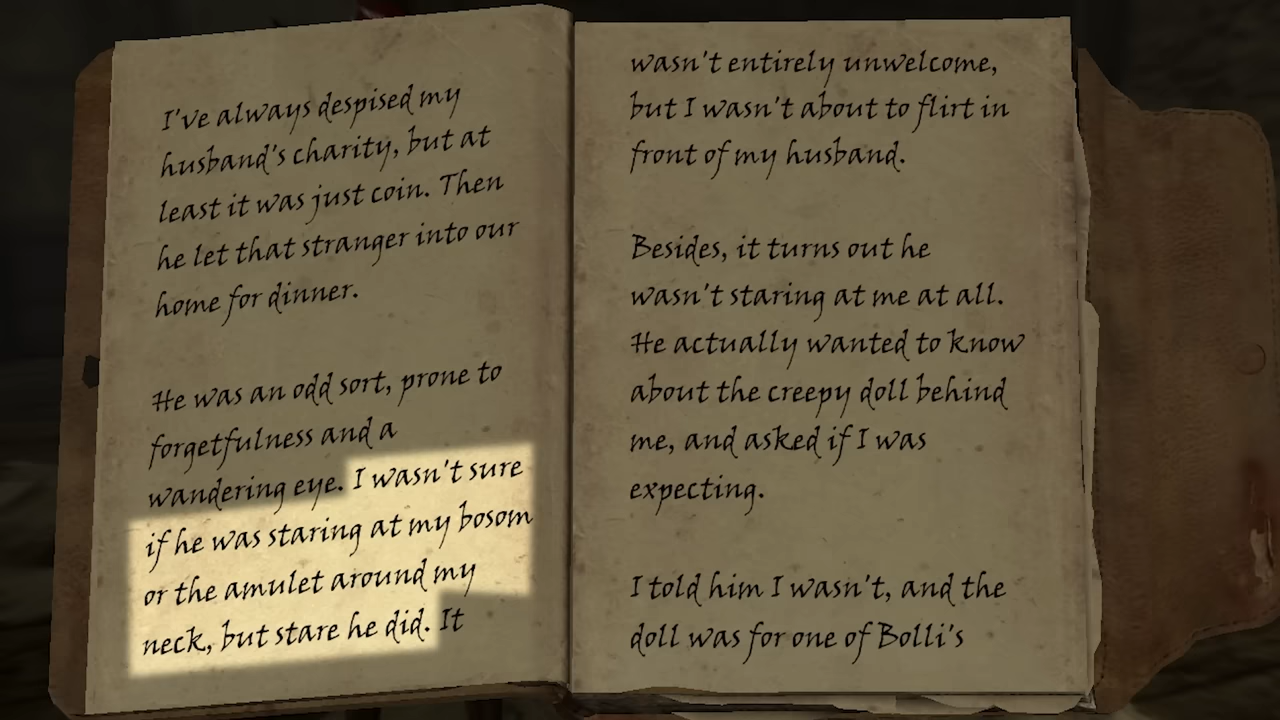 I've always despised my
husband's charity, but at
least it was just coin. Then
he let that stranger into our
home for dinner.
He was an odd sort, prone to
forgetfulness and a
wandering eye. I wasn't sure
if he was staring at my bosom
or the amulet around my
neck, but stare he did. It
wasn't entirely unwelcome,
but I wasn't about to flirt in
front of my husband.
Besides, it turns out he
wasn't staring at me at all.
He actually wanted to know
about the creepy doll behind
me, and asked if I was
expecting.
I told him I wasn't, and the
doll was for one of Bolli's